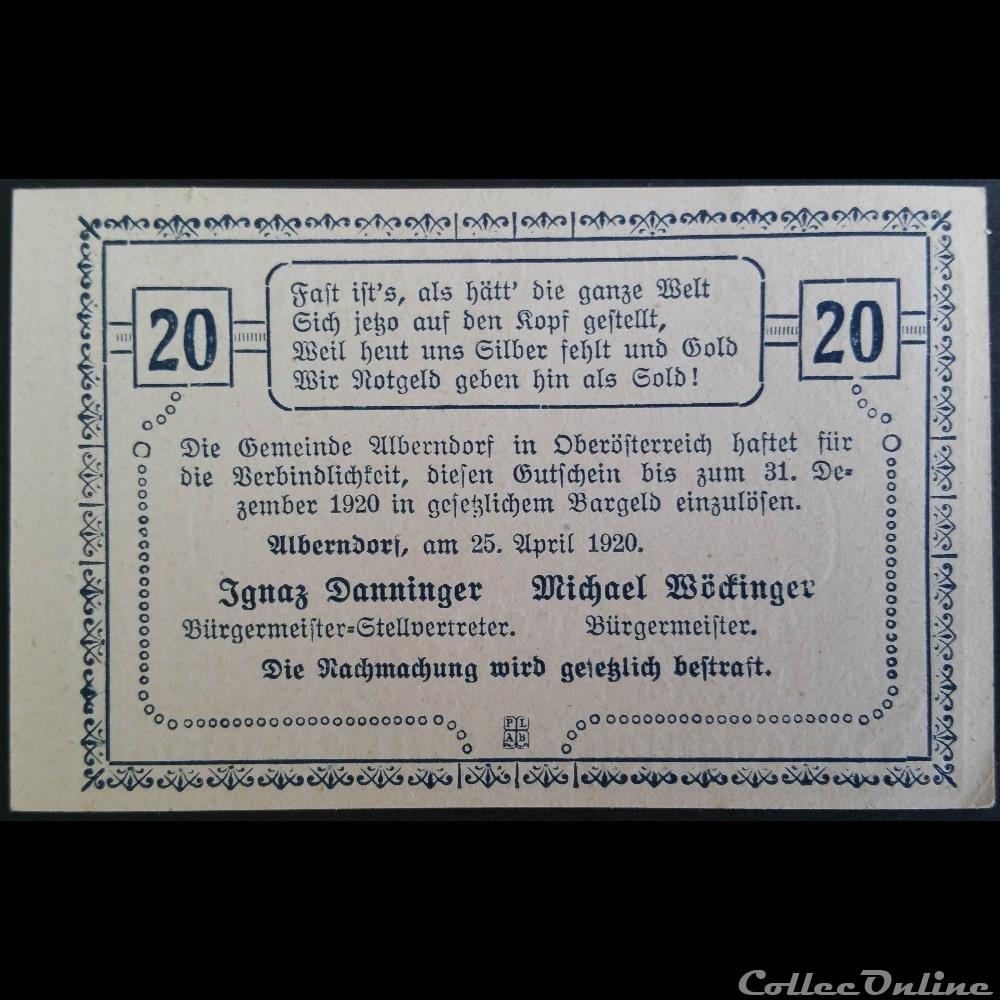 20
Fast ist's, als hätt' die ganze Welt
Sich jetzo auf den Kopf gestellt,
Weil heut uns Silber fehlt und Gold
Wir Notgeld geben hin als Sold!
20
Die Gemeinde Alberndorf in Oberösterreich haftet für
die Verbindlichkeit, diesen Gutschein bis zum 31. De-
zember 1920 in gesetzlichem Bargeld einzulösen.
Alberndorf, am 25. April 1920.
Ignaz Danninger Michael Wöckinger
Bürgermeister-Stellvertreter. Bürgermeister.
Die Nachmachung wird gesetzlich bestraft.
P L
A B
CollecOnline